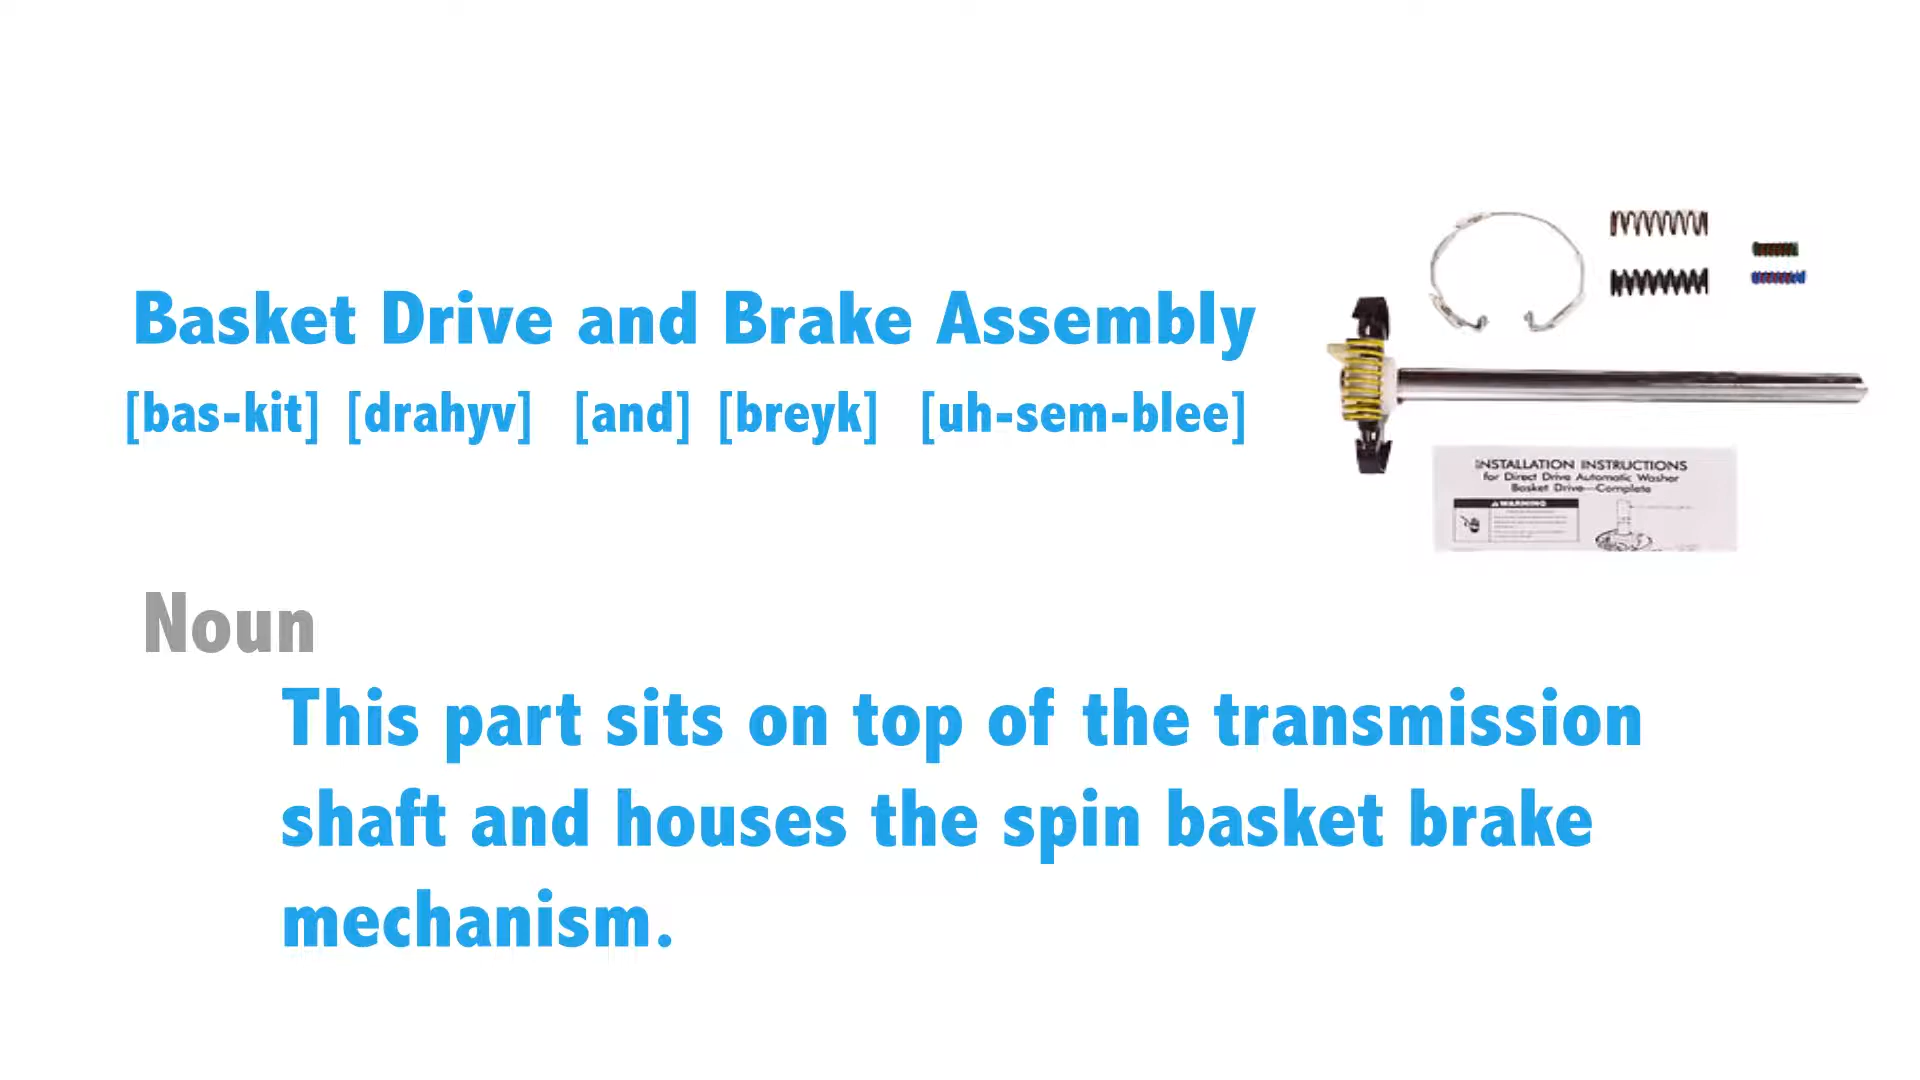 Basket Drive and Brake Assembly
[bas-kit] [drahyv] [and] [breyk] [uh-sem-blee]
INSTALLATION INSTRUCTIONS
for Direct Drive Automatic Washer
Basket Drive—Complete
WARNING
Noun
This part sits on top of the transmission
shaft and houses the spin basket brake
mechanism.